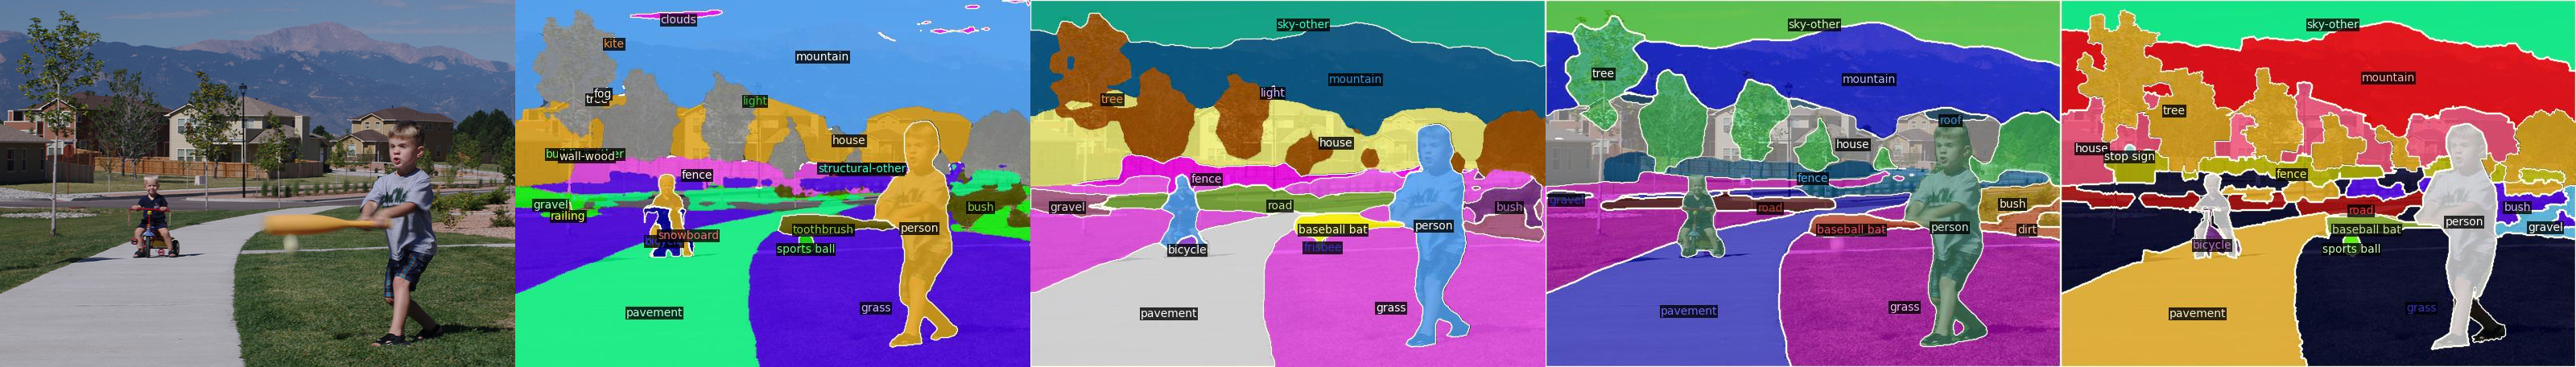 clouds
kite
mountain
fog
light
house
wall-wood
structural-other
fence
gravel
railing
bush
snowboard
toothbrush
person
sports ball
grass
pavement
sky-other
mountain
light
tree
house
fence
gravel
road
bush
baseball bat
person
frisbee
bicycle
grass
pavement
sky-other
tree
mountain
roof
house
fence
gravel
road
bush
baseball bat
person
dirt
grass
pavement
sky-other
mountain
tree
house
stop sign
fence
road
bush
person
baseball bat
gravel
bicycle
sports ball
grass
pavement